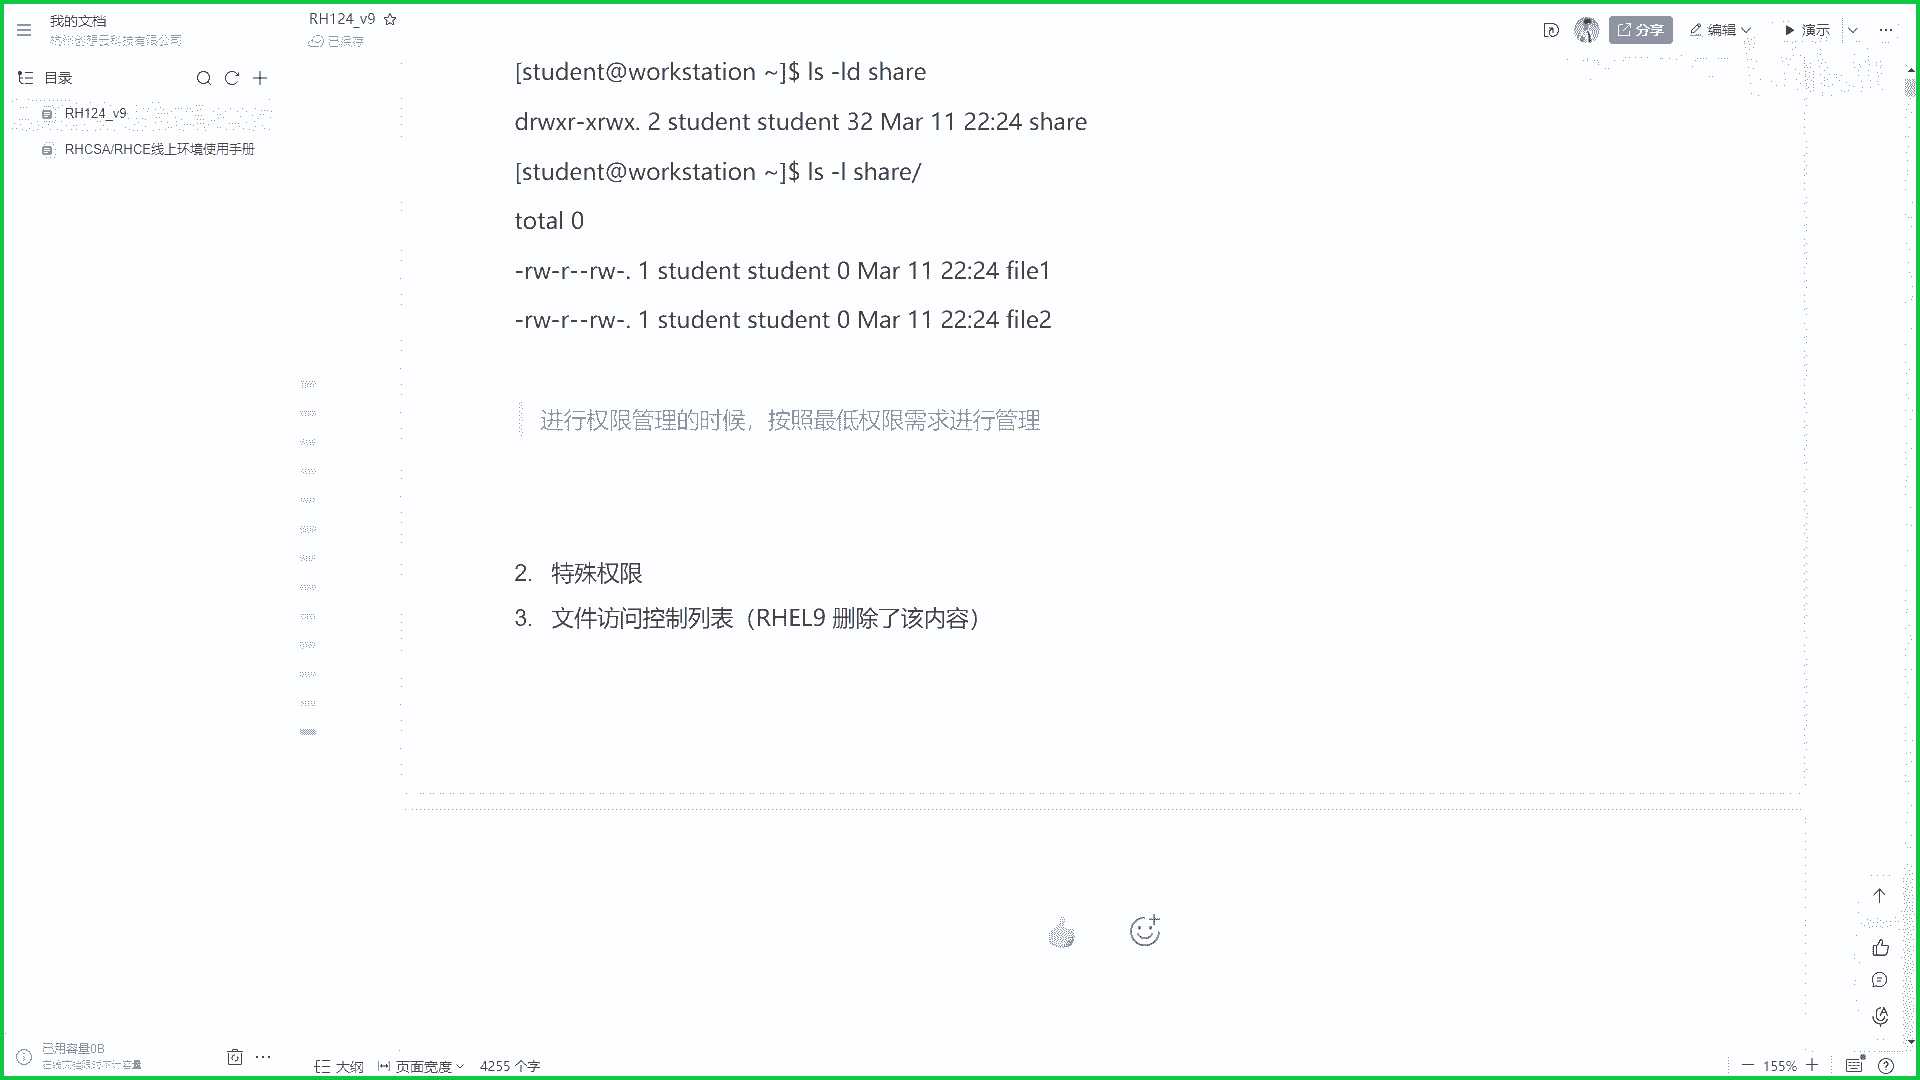 我的文档
杭州创想云科技有限公司
RH124_v9
已保存
分享
编辑
演示
目录
RH124_v9
RHCSA/RHCE线上环境使用手册
[student@workstation ~]$ ls -ld share
drwxr-xrwx. 2 student student 32 Mar 11 22:24 share
[student@workstation ~]$ ls -l share/
total 0
-rw-r--rw-. 1 student student 0 Mar 11 22:24 file1
-rw-r--rw-. 1 student student 0 Mar 11 22:24 file2
进行权限管理的时候，按照最低权限需求进行管理
2. 特殊权限
3. 文件访问控制列表（RHEL9 删除了该内容）
已用容量0B
大纲
页面宽度
4255 个字
155%